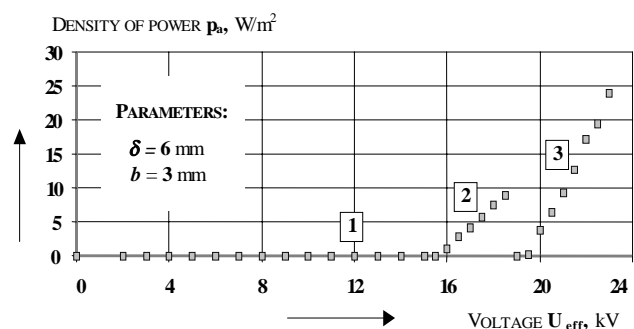 DENSITY OF POWER pa, W/m2
30
25
20
15
10
5
0
PARAMETERS:
δ = 6 mm
b = 3 mm
1
2
3
0 4 8 12 16 20 24
VOLTAGE U eff, kV